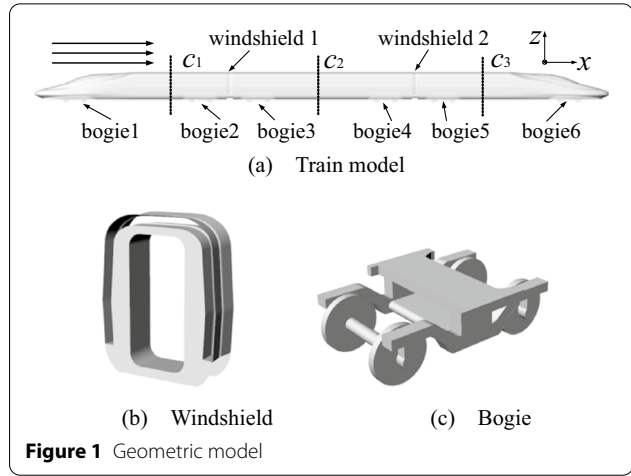 windshield 1 windshield 2 z
c1 c2 c3 x
bogie1 bogie2 bogie3 bogie4 bogie5 bogie6
(a) Train model
(b) Windshield (c) Bogie
Figure 1 Geometric model